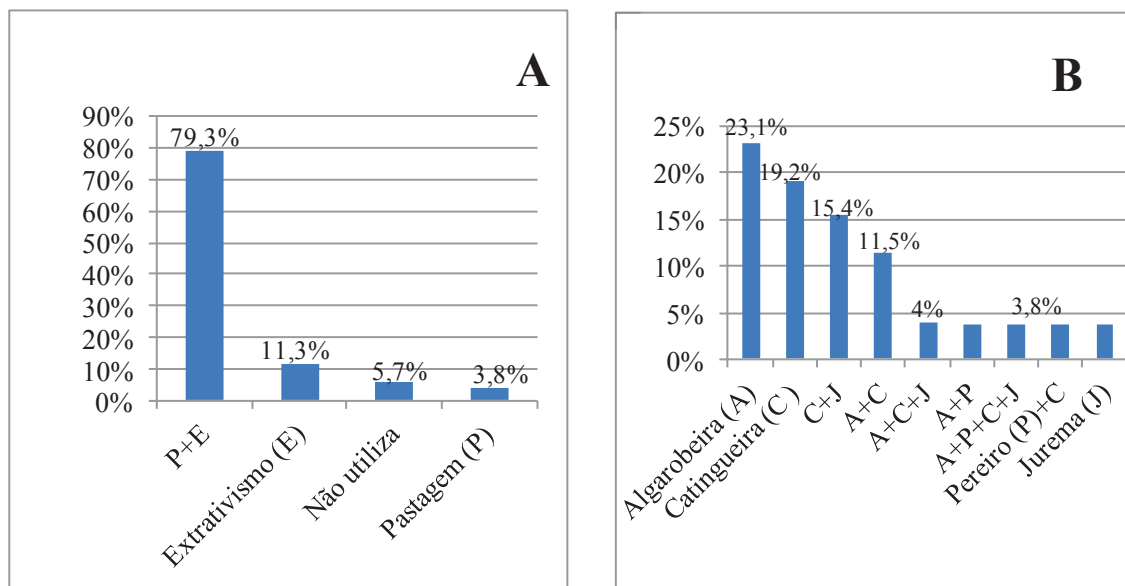 A
90%
80%
70%
60%
50%
40%
30%
20%
10%
0%
79,3%
11,3%
5,7%
3,8%
P+E
Extrativismo (E)
Não utiliza
Pastagem (P)
B
25%
20%
15%
10%
5%
0%
23,1%
19,2%
15,4%
11,5%
4%
3,8%
Algarobeira (A)
Catingueira (C )
C+J
A+C
A+C+J
A+P
A+P+C+J
Pereiro (P)+C
Jurema (J)